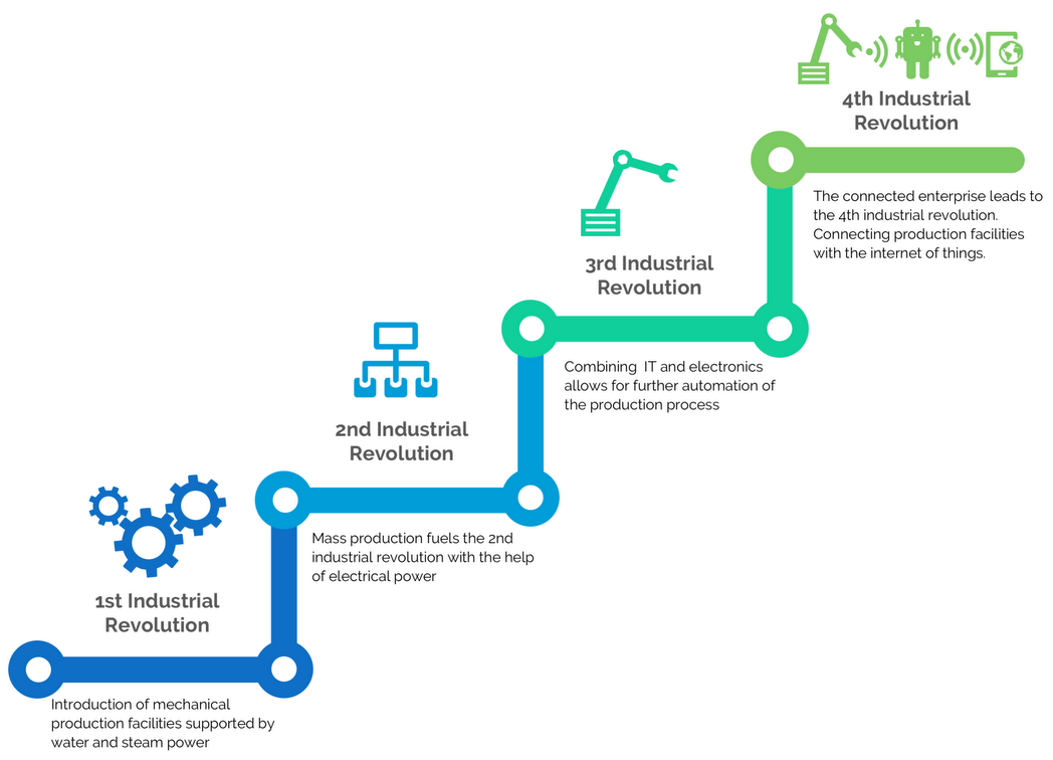 4th Industrial
Revolution
The connected enterprise leads to
the 4th industrial revolution.
Connecting production facilities
with the internet of things.
3rd Industrial
Revolution
Combining  IT and electronics
allows for further automation of
the production process
2nd Industrial
Revolution
Mass production fuels the 2nd
industrial revolution with the help
of electrical power
1st Industrial
Revolution
Introduction of mechanical
production facilities supported by
water and steam power